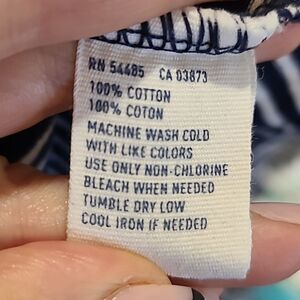 RN 54485 CA 03873
100% COTTON
100% COTON
MACHINE WASH COLD
WITH LIKE COLORS
USE ONLY NON-CHLORINE
BLEACH WHEN NEEDED
TUMBLE DRY LOW
COOL IRON IF NEEDED